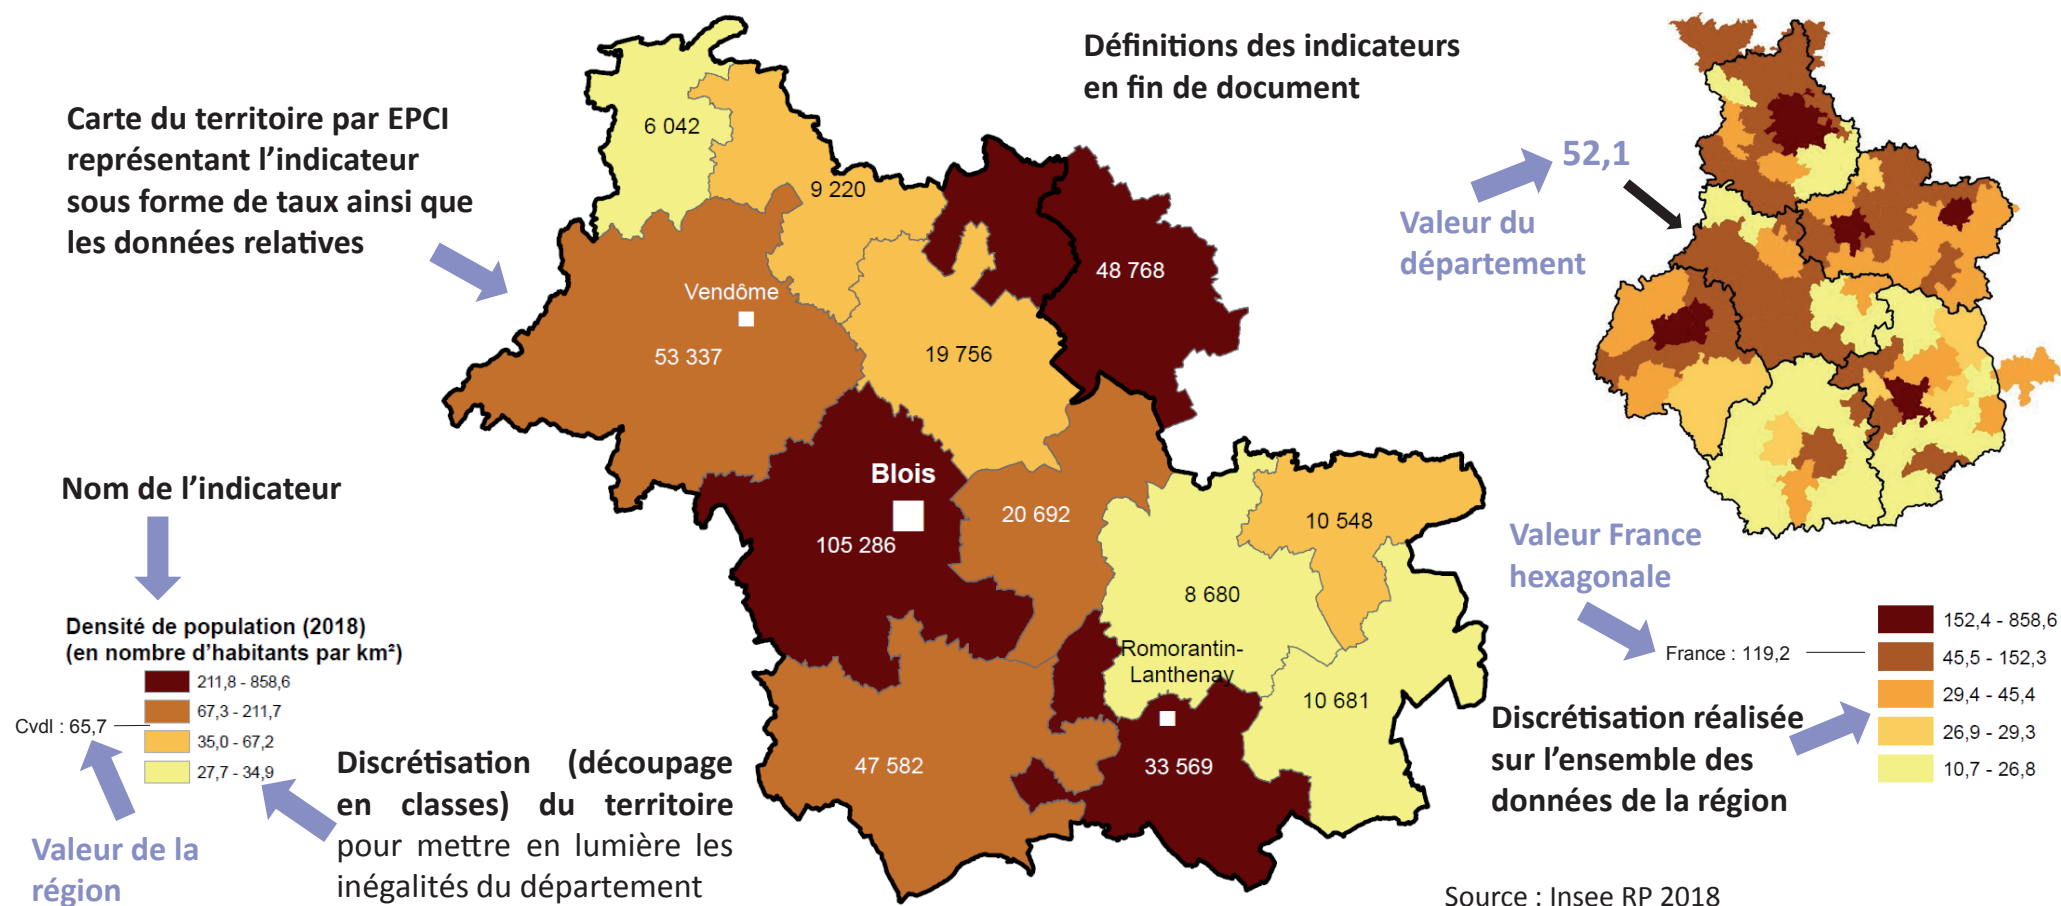 Définitions des indicateurs
en fin de document
Carte du territoire par EPCI
représentant l’indicateur
sous forme de taux ainsi que
les données relatives
6 042
9 220
48 768
52,1
Valeur du
département
Vendôme
53 337
19 756
Nom de l’indicateur
Blois
105 286
20 692
10 548
8 680
Romorantin-
Lanthenay
10 681
47 582
33 569
Densité de population (2018)
(en nombre d’habitants par km²)
211,8 - 858,6
67,3 - 211,7
35,0 - 67,2
27,7 - 34,9
Cvdl : 65,7
Valeur de la
région
Discrétisation (découpage
en classes) du territoire
pour mettre en lumière les
inégalités du département
Valeur France
hexagonale
France : 119,2
152,4 - 858,6
45,5 - 152,3
29,4 - 45,4
26,9 - 29,3
10,7 - 26,8
Discrétisation réalisée
sur l’ensemble des
données de la région
Source : Insee RP 2018